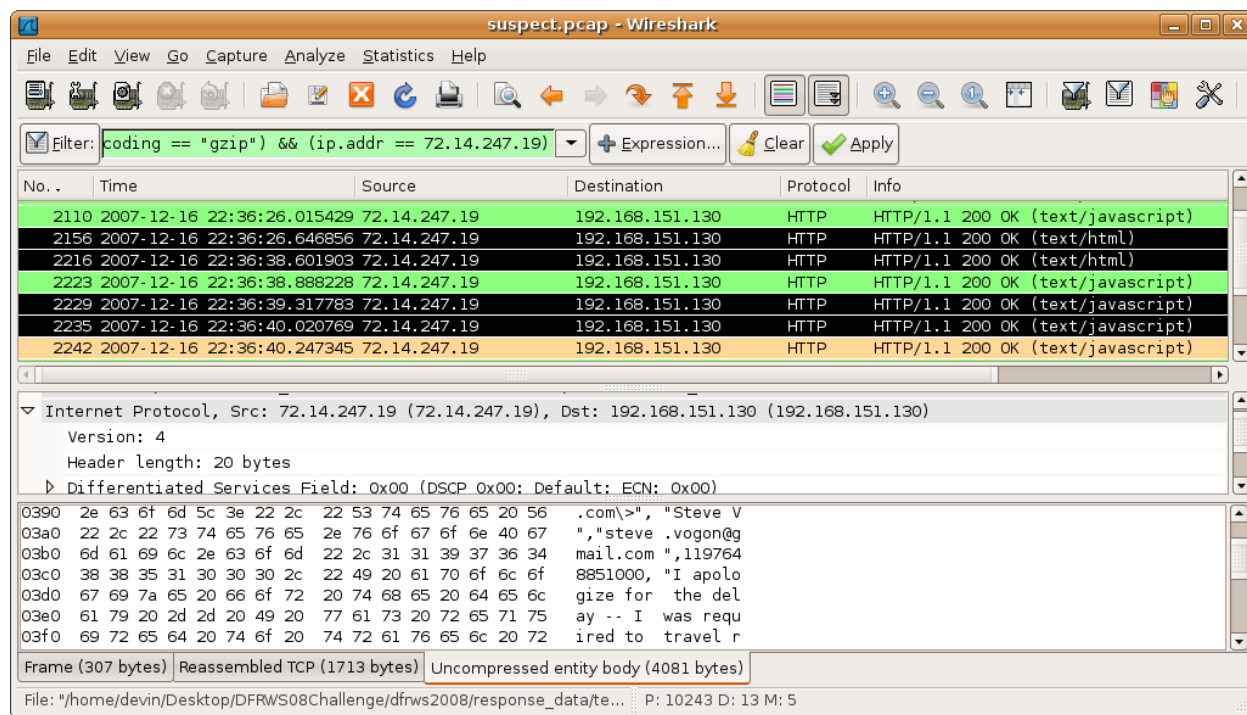 suspect.pcap - Wireshark
File Edit View Go Capture Analyze Statistics Help
Filter: coding == "gzip") && (ip.addr == 72.14.247.19) Expression... Clear Apply
No. . Time Source Destination Protocol Info
2110 2007-12-16 22:36:26.015429 72.14.247.19 192.168.151.130 HTTP HTTP/1.1 200 OK (text/javascript)
2156 2007-12-16 22:36:26.646856 72.14.247.19 192.168.151.130 HTTP HTTP/1.1 200 OK (text/html)
2216 2007-12-16 22:36:38.601903 72.14.247.19 192.168.151.130 HTTP HTTP/1.1 200 OK (text/html)
2223 2007-12-16 22:36:38.888228 72.14.247.19 192.168.151.130 HTTP HTTP/1.1 200 OK (text/javascript)
2229 2007-12-16 22:36:39.317783 72.14.247.19 192.168.151.130 HTTP HTTP/1.1 200 OK (text/javascript)
2235 2007-12-16 22:36:40.020769 72.14.247.19 192.168.151.130 HTTP HTTP/1.1 200 OK (text/javascript)
2242 2007-12-16 22:36:40.247345 72.14.247.19 192.168.151.130 HTTP HTTP/1.1 200 OK (text/javascript)
Internet Protocol, Src: 72.14.247.19 (72.14.247.19), Dst: 192.168.151.130 (192.168.151.130)
Version: 4
Header length: 20 bytes
Differentiated Services Field: 0x00 (DSCP 0x00: Default; ECN: 0x00)
0390 2e 63 6f 6d 5c 3e 22 2c 22 53 74 65 76 65 20 56 .com\>", "Steve V
03a0 22 2c 22 73 74 65 76 65 2e 76 6f 67 6f 6e 40 67 ","steve .vogon@g
03b0 6d 61 69 6c 2e 63 6f 6d 22 2c 31 31 39 37 36 34 mail.com ",119764
03c0 38 38 35 31 30 30 30 2c 22 49 20 61 70 6f 6c 6f 8851000, "I apolo
03d0 67 69 7a 65 20 66 6f 72 20 74 68 65 20 64 65 6c gize for the del
03e0 61 79 20 2d 2d 20 49 20 77 61 73 20 72 65 71 75 ay -- I was requ
03f0 69 72 65 64 20 74 6f 20 74 72 61 76 65 6c 20 72 ired to travel r
Frame (307 bytes) Reassembled TCP (1713 bytes) Uncompressed entity body (4081 bytes)
File: "/home/devin/Desktop/DFRWS08Challenge/dfrws2008/response_data/te... P: 10243 D: 13 M: 5